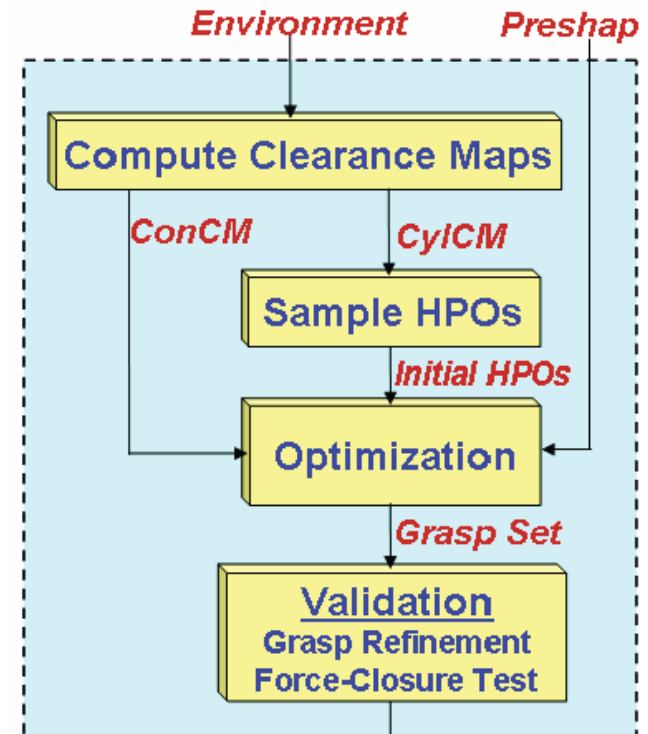 Environment
Preshap
Compute Clearance Maps
ConCM
CylCM
Sample HPOs
Initial HPOs
Optimization
Grasp Set
Validation
Grasp Refinement
Force-Closure Test